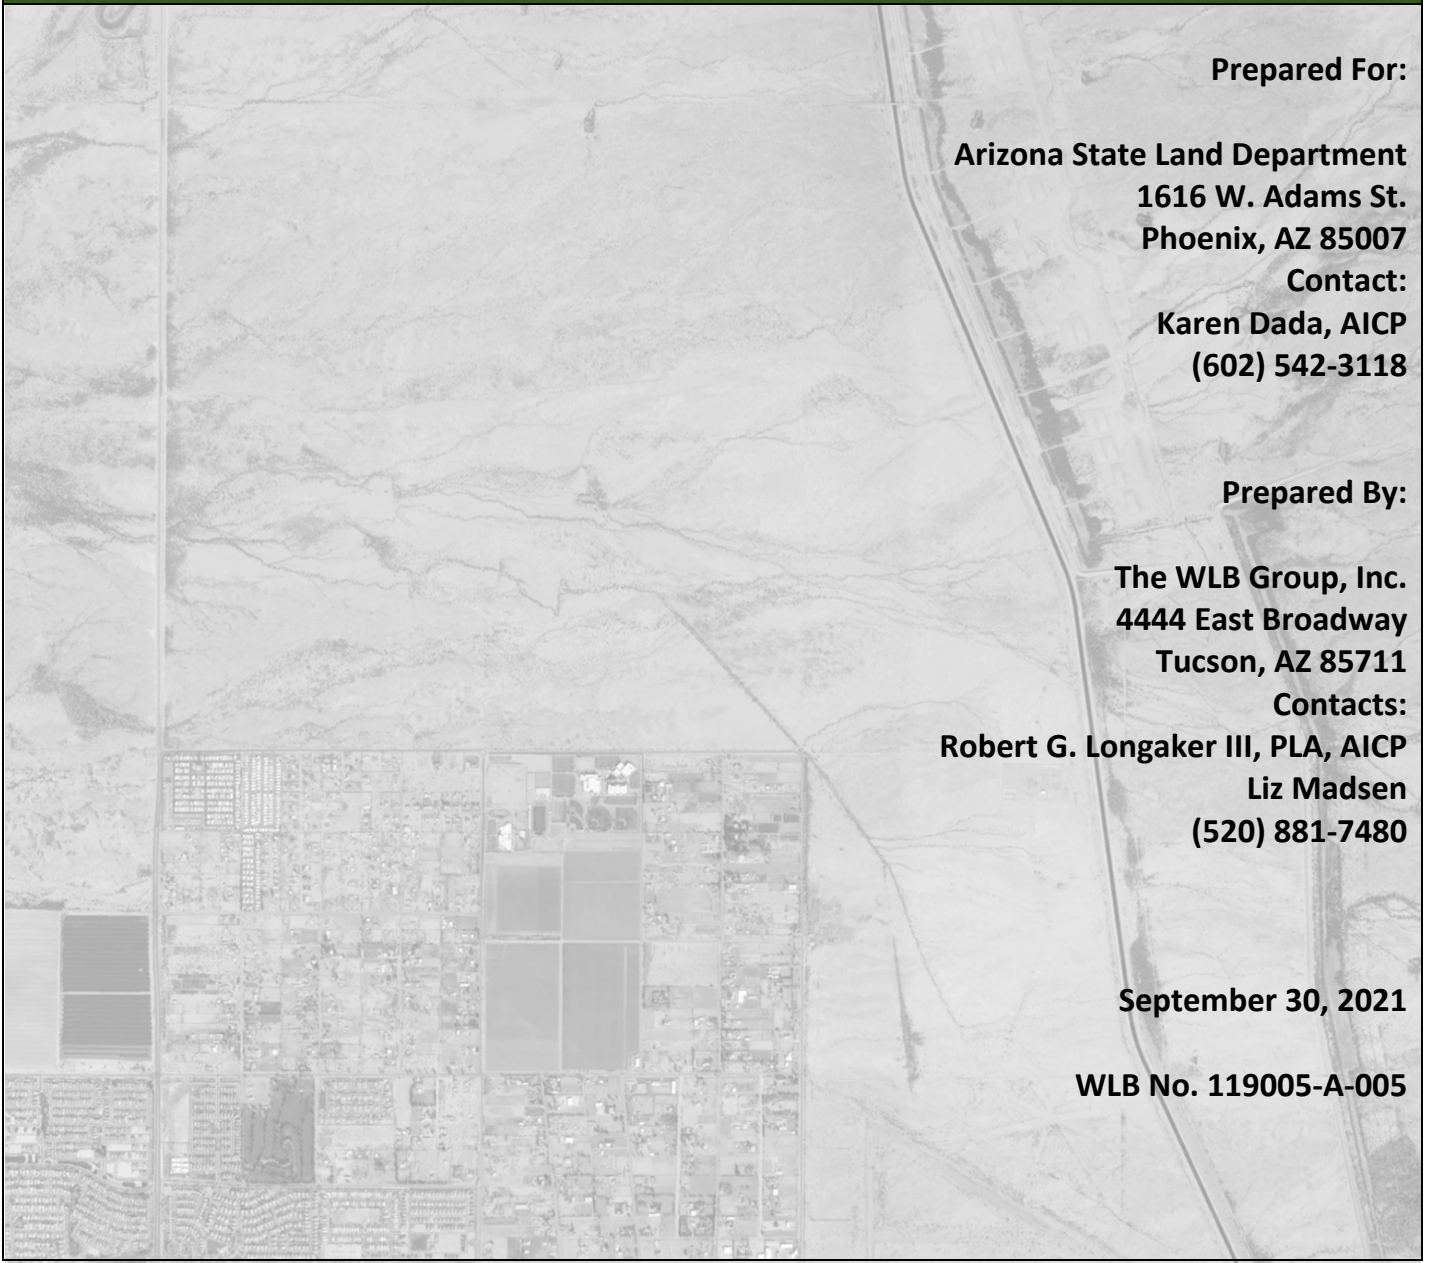 Prepared For:
Arizona State Land Department
1616 W. Adams St.
Phoenix, AZ 85007
Contact:
Karen Dada, AICP
(602) 542-3118
Prepared By:
The WLB Group, Inc.
4444 East Broadway
Tucson, AZ 85711
Contacts:
Robert G. Longaker III, PLA, AICP
Liz Madsen
(520) 881-7480
September 30, 2021
WLB No. 119005-A-005